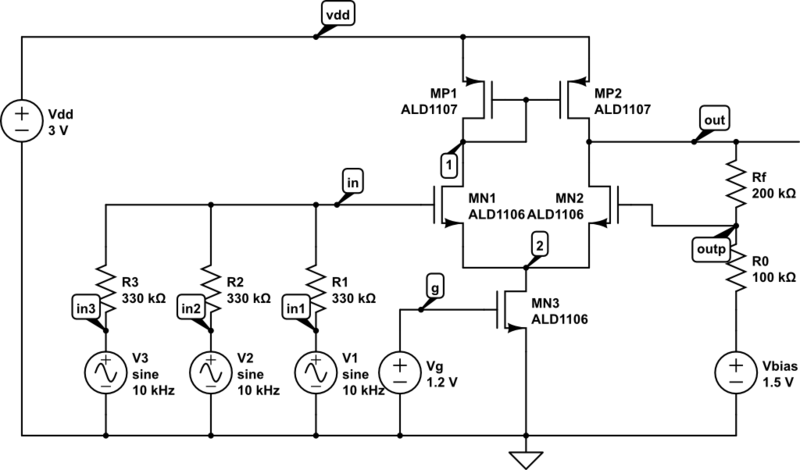 vdd
Vdd
3 V
MP1
ALD1107
MP2
ALD1107
out
1
in
MN1
ALD1106
MN2
ALD1106
Rf
200 kΩ
outp
2
R0
100 kΩ
R3
330 kΩ
R2
330 kΩ
R1
330 kΩ
in3
in2
in1
g
MN3
ALD1106
V3
sine
10 kHz
V2
sine
10 kHz
V1
sine
10 kHz
Vg
1.2 V
Vbias
1.5 V